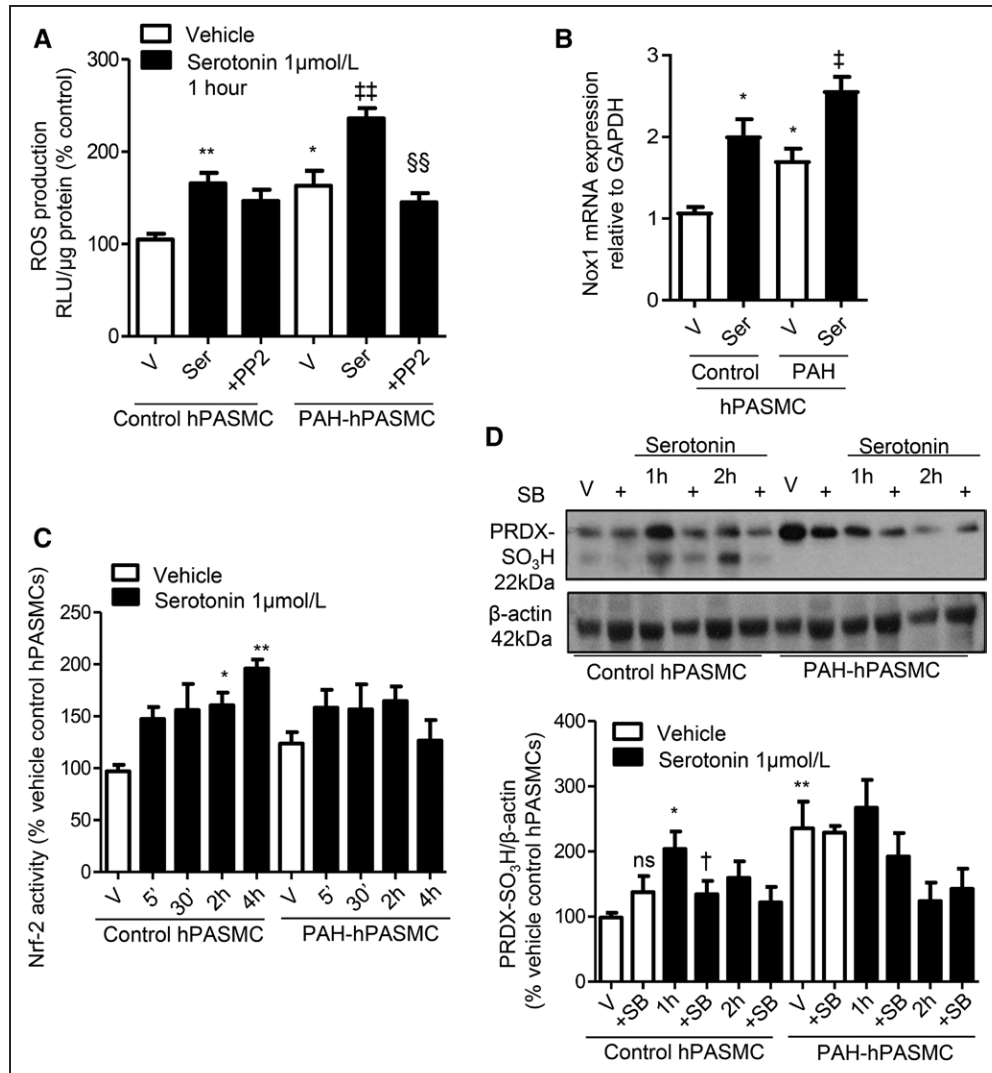 A
Vehicle
Serotonin 1µmol/L
1 hour
ROS production
RLU/µg protein (% control)
300
200
100
0
**
*
‡‡
§§
V
Ser
+PP2
V
Ser
+PP2
Control hPASMC
PAH-hPASMC
B
Nox1 mRNA expression
relative to GAPDH
3
2
1
0
*
*
‡
V
Ser
V
Ser
Control
PAH
hPASMC
C
Vehicle
Serotonin 1µmol/L
Nrf-2 activity (% vehicle control hPASMCs)
250
200
150
100
50
0
*
**
V
5'
30'
2h
4h
V
5'
30'
2h
4h
Control hPASMC
PAH-hPASMC
D
Serotonin
Serotonin
V
1h
2h
V
1h
2h
SB
+
+
+
+
+
+
PRDX-
SO₃H
22kDa
β-actin
42kDa
Control hPASMC
PAH-hPASMC
Vehicle
Serotonin 1µmol/L
PRDX-SO₃H/β-actin
(% vehicle control hPASMCs)
400
300
200
100
0
ns
*
†
**
V
+SB
1h
+SB
2h
+SB
V
+SB
1h
+SB
2h
+SB
Control hPASMC
PAH-hPASMC